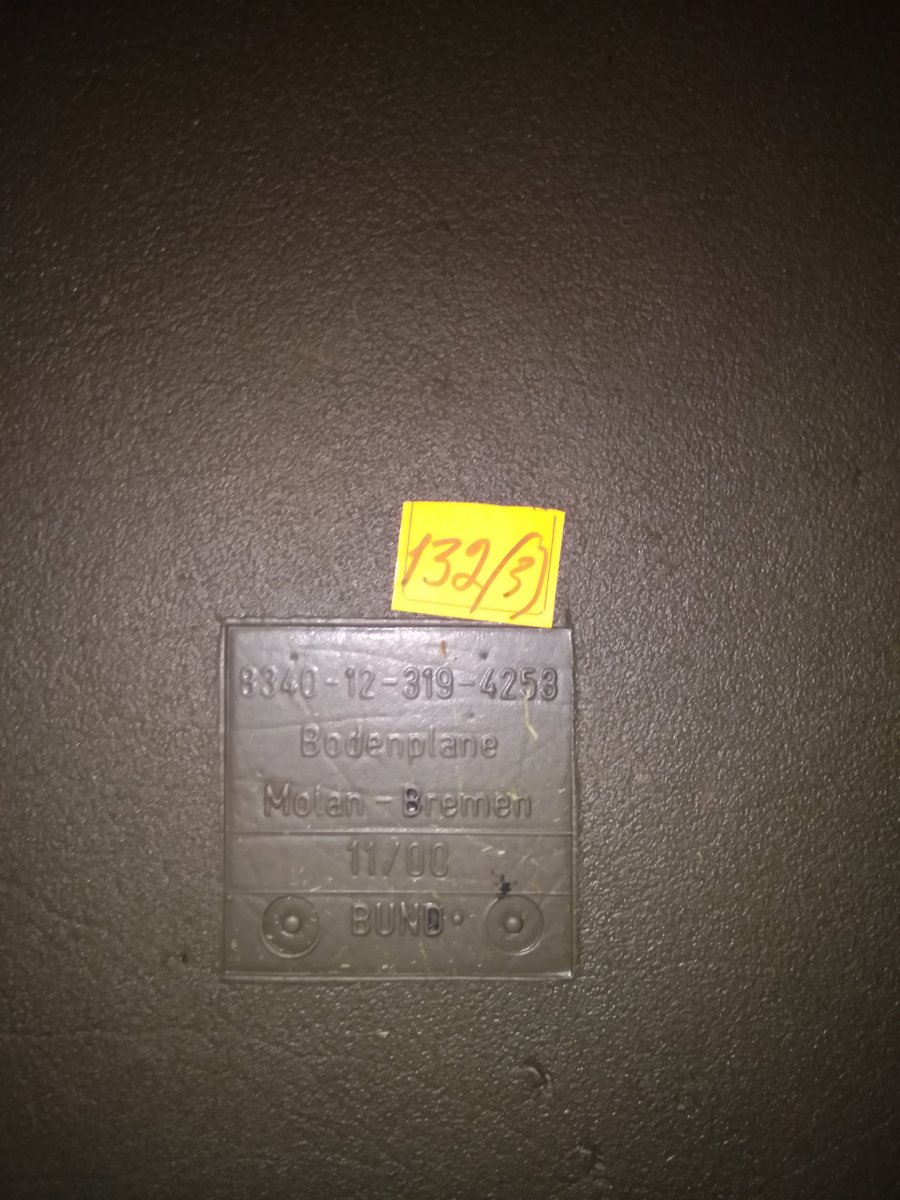 132/(3)
8340-12-319-4253
Bodenplane
Molan - Bremen
11/00
BUND